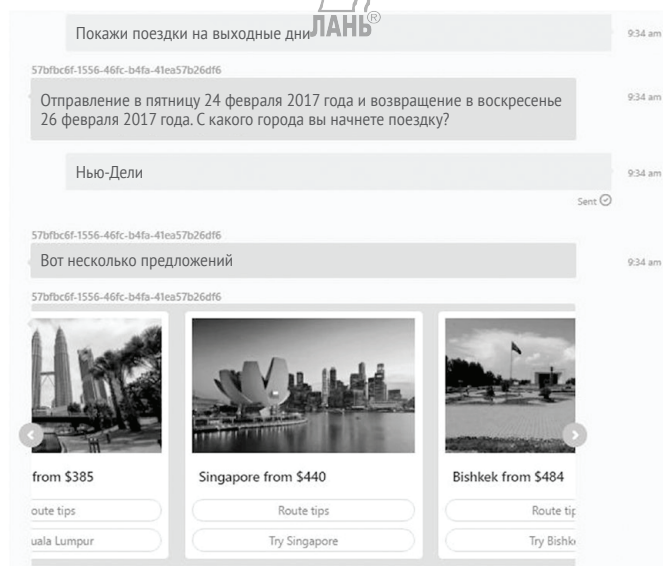 ЛАНЬ®
Покажи поездки на выходные дни
9:34 am
57bfbc6f-1556-46fc-b4fa-41ea57b26df6
Отправление в пятницу 24 февраля 2017 года и возвращение в воскресенье
9:34 am
26 февраля 2017 года. С какого города вы начнете поездку?
Нью-Дели
9:34 am
Sent
57bfbc6f-1556-46fc-b4fa-41ea57b26df6
Вот несколько предложений
9:34 am
57bfbc6f-1556-46fc-b4fa-41ea57b26df6
from $385
Singapore from $440
Bishkek from $484
oute tips
Route tips
Route tip
uala Lumpur
Try Singapore
Try Bishk